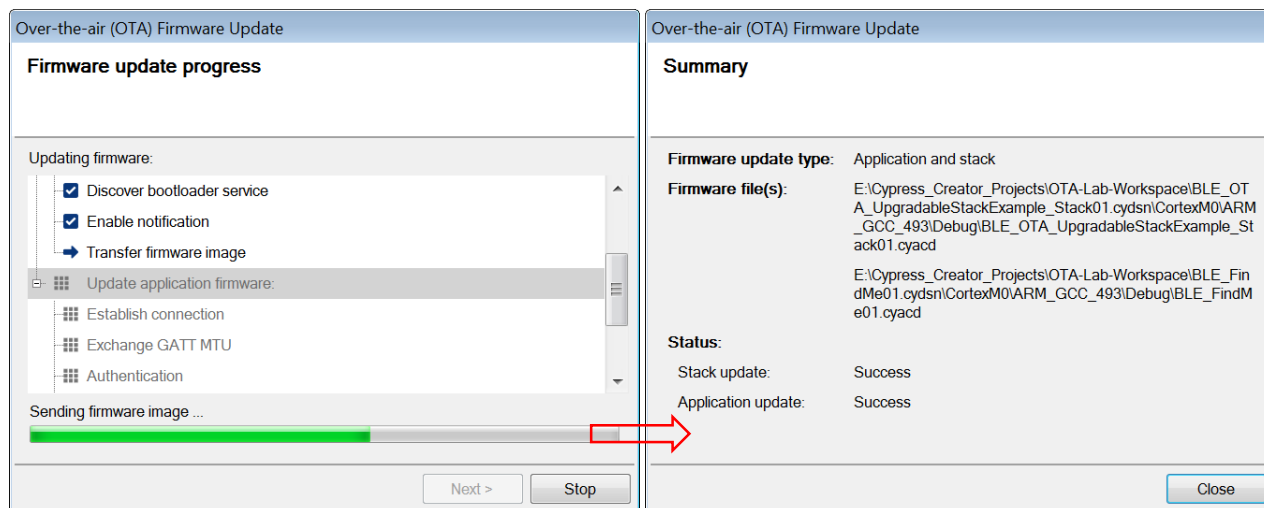 Over-the-air (OTA) Firmware Update
Firmware update progress
Updating firmware:
Discover bootloader service
Enable notification
Transfer firmware image
Update application firmware:
Establish connection
Exchange GATT MTU
Authentication
Sending firmware image ...
Next >
Stop
Over-the-air (OTA) Firmware Update
Summary
Firmware update type: Application and stack
Firmware file(s): E:\Cypress_Creator_Projects\OTA-Lab-Workspace\BLE_OT
A_UpgradableStackExample_Stack01.cydsn\CortexM0\ARM
_GCC_493\Debug\BLE_OTA_UpgradableStackExample_St
ack01.cyacd
E:\Cypress_Creator_Projects\OTA-Lab-Workspace\BLE_Fin
dMe01.cydsn\CortexM0\ARM_GCC_493\Debug\BLE_FindM
e01.cyacd
Status:
Stack update: Success
Application update: Success
Close